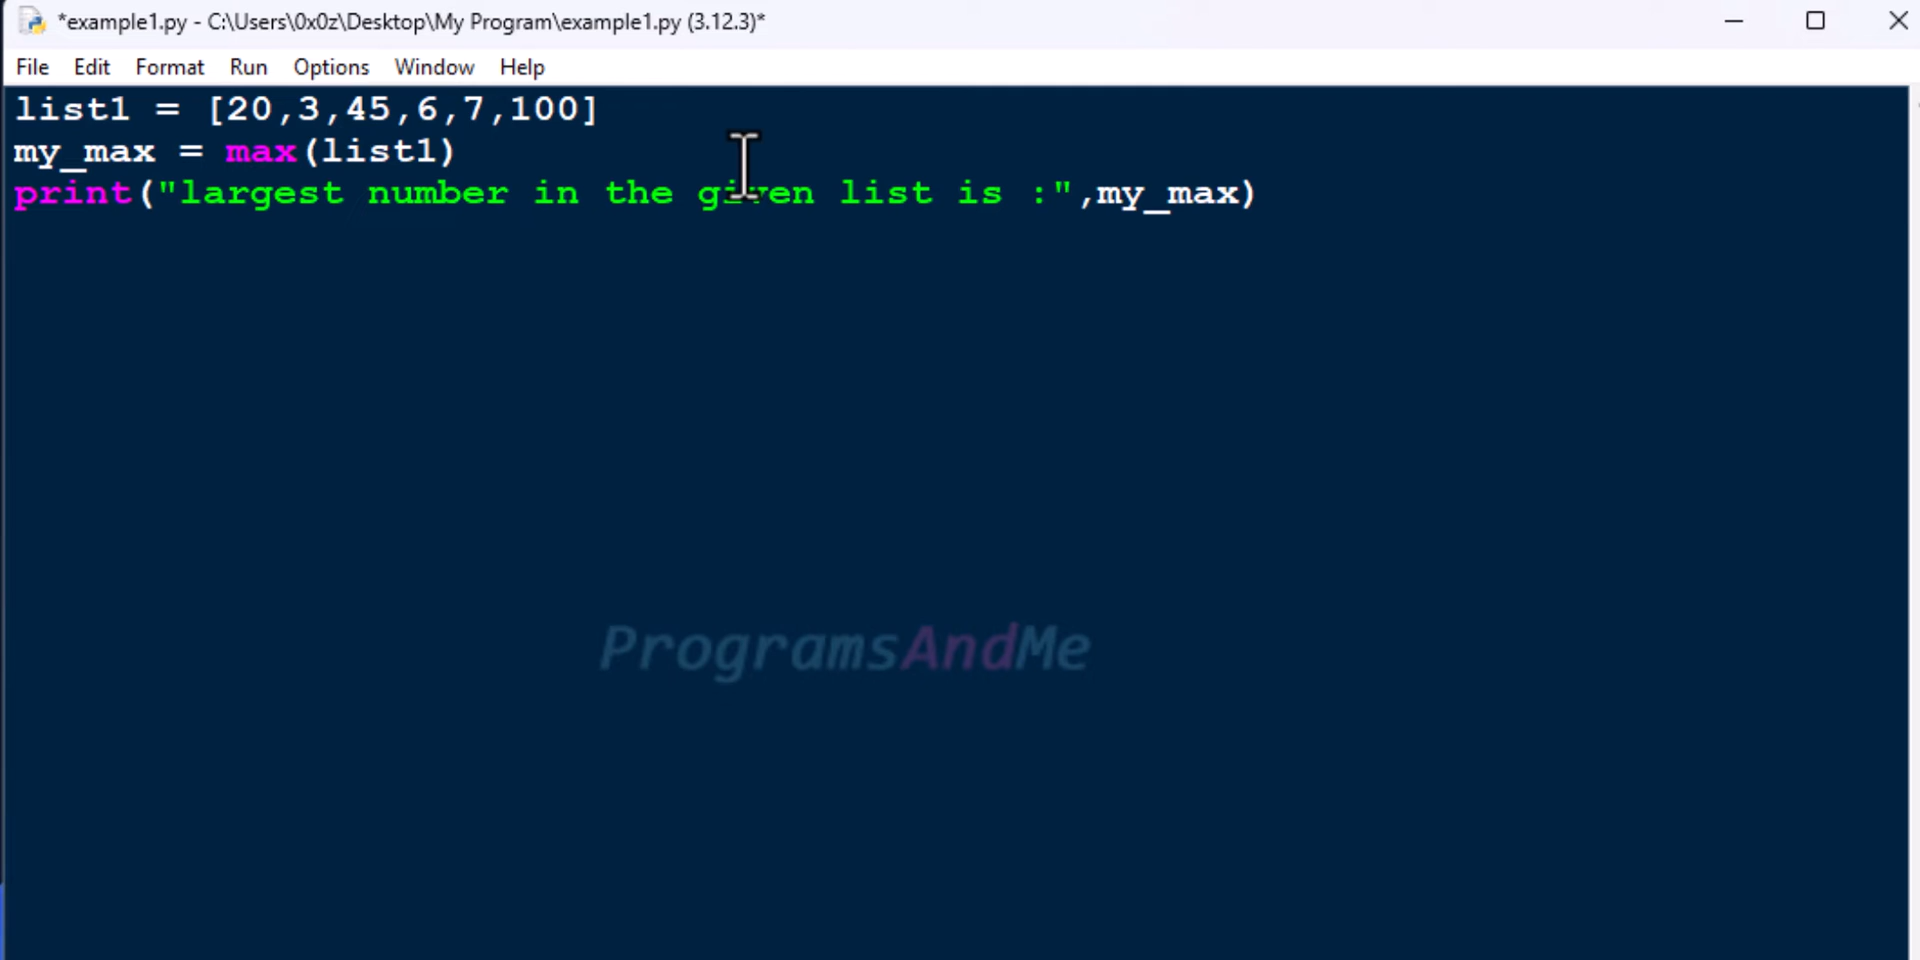 *example1.py - C:\Users\0x0z\Desktop\My Program\example1.py (3.12.3)*
File Edit Format Run Options Window Help
list1 = [20,3,45,6,7,100]
my_max = max(list1)
print("largest number in the given list is :",my_max)
ProgramsAndMe